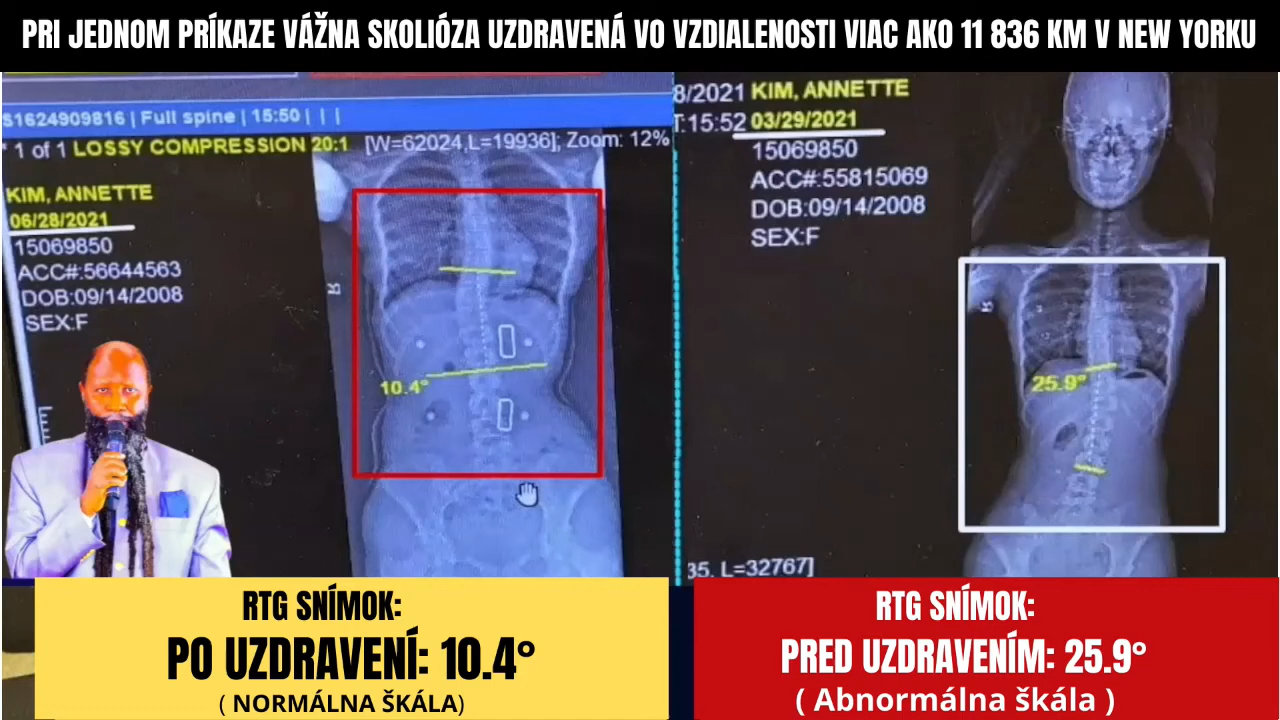 PRI JEDNOM PRÍKAZE VÁŽNA SKOLIÓZA UZDRAVENÁ VO VZDIALENOSTI VIAC AKO 11 836 KM V NEW YORKU
S1624909816 | Full spine | 15:50 | | |
* 1 of 1 LOSSY COMPRESSION 20:1 [W=62024,L=19936]; Zoom: 12%
KIM, ANNETTE
06/28/2021
15069850
ACC#:56644563
DOB:09/14/2008
SEX:F
R
10.4°
8/2021 KIM, ANNETTE
T:15:52 03/29/2021
15069850
ACC#:55815069
DOB:09/14/2008
SEX:F
R
25.9°
35, L=32767]
RTG SNÍMOK:
PO UZDRAVENÍ: 10.4°
( NORMÁLNA ŠKÁLA)
RTG SNÍMOK:
PRED UZDRAVENÍM: 25.9°
( Abnormálna škála )